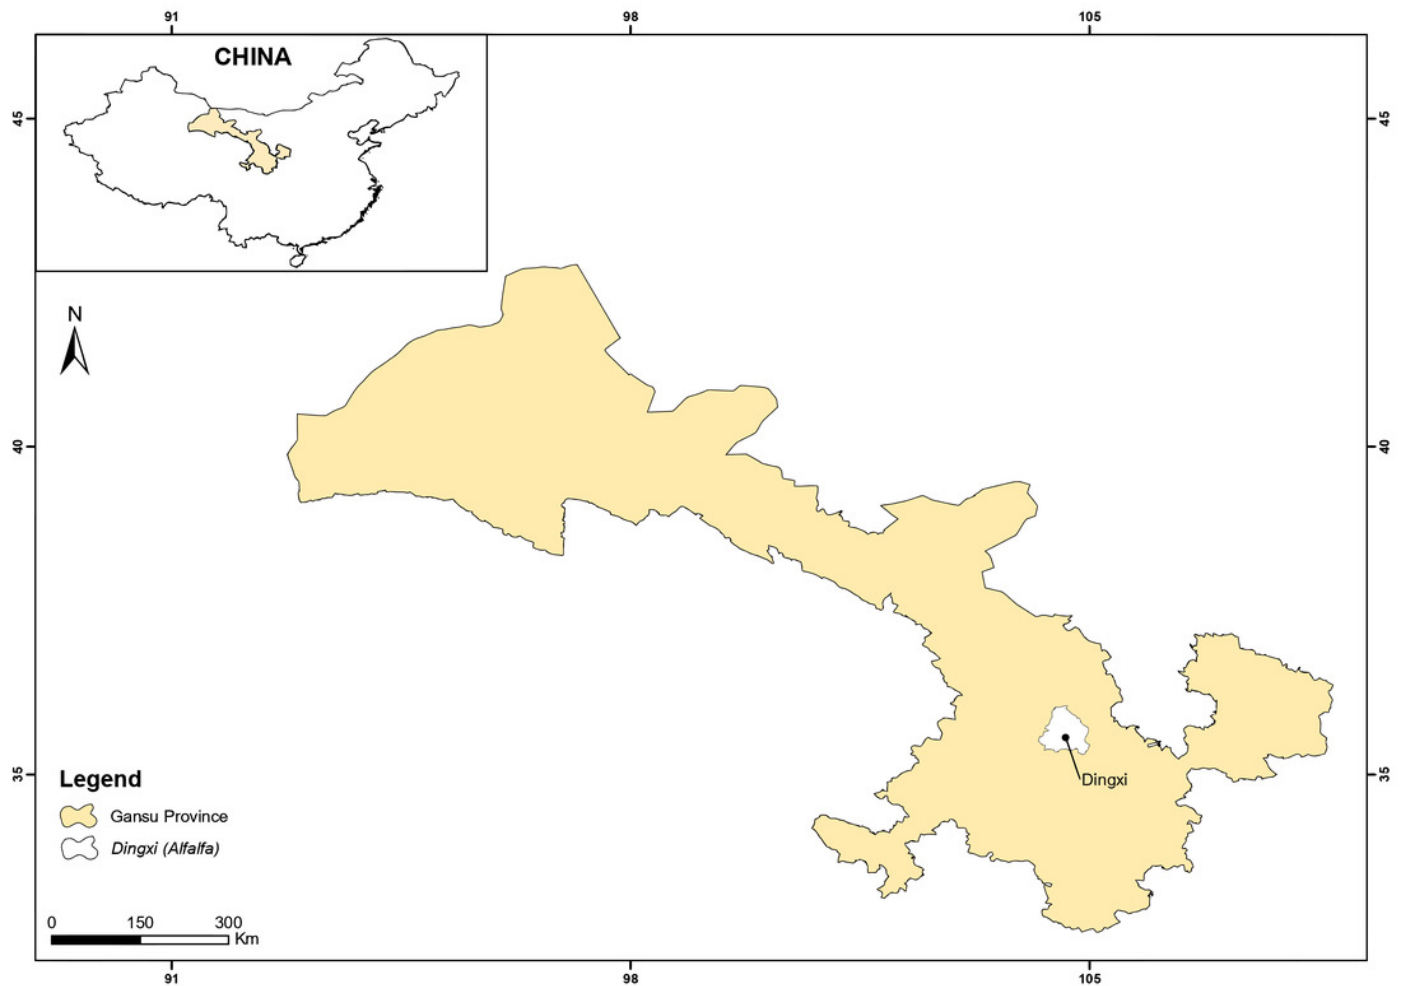 91 98 105
CHINA
45 45
N
40 40
35 35
Dingxi
Legend
Gansu Province
Dingxi (Alfalfa)
0 150 300
Km
91 98 105